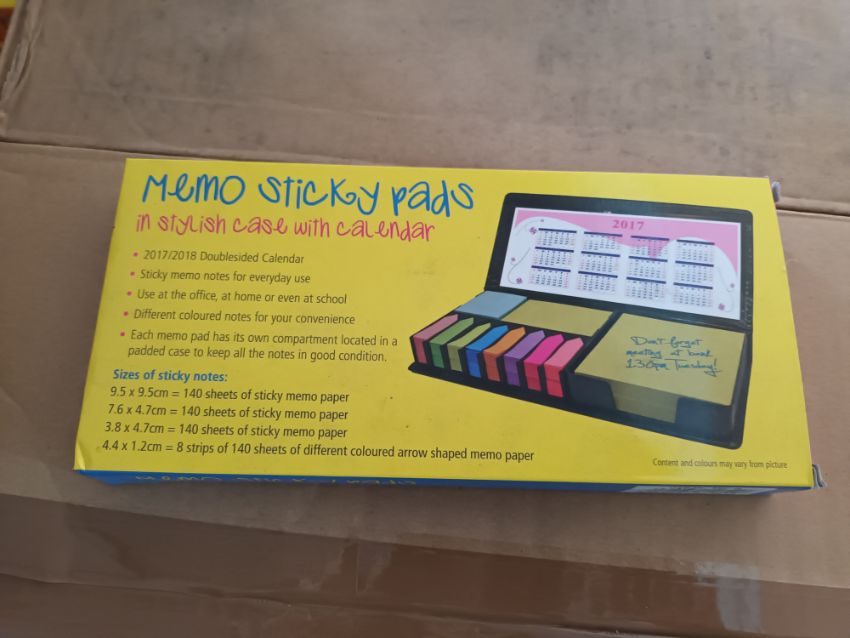 Memo Sticky Pads
in stylish case with calendar
• 2017/2018 Doublesided Calendar
• Sticky memo notes for everyday use
• Use at the office, at home or even at school
• Different coloured notes for your convenience
• Each memo pad has its own compartment located in a
padded case to keep all the notes in good condition.
Sizes of sticky notes:
9.5 x 9.5cm = 140 sheets of sticky memo paper
7.6 x 4.7cm = 140 sheets of sticky memo paper
3.8 x 4.7cm = 140 sheets of sticky memo paper
4.4 x 1.2cm = 8 strips of 140 sheets of different coloured arrow shaped memo paper
2017
Don't forget
meeting at bank
1:30pm Tuesday!
Content and colours may vary from picture
Memo Sticky Pads